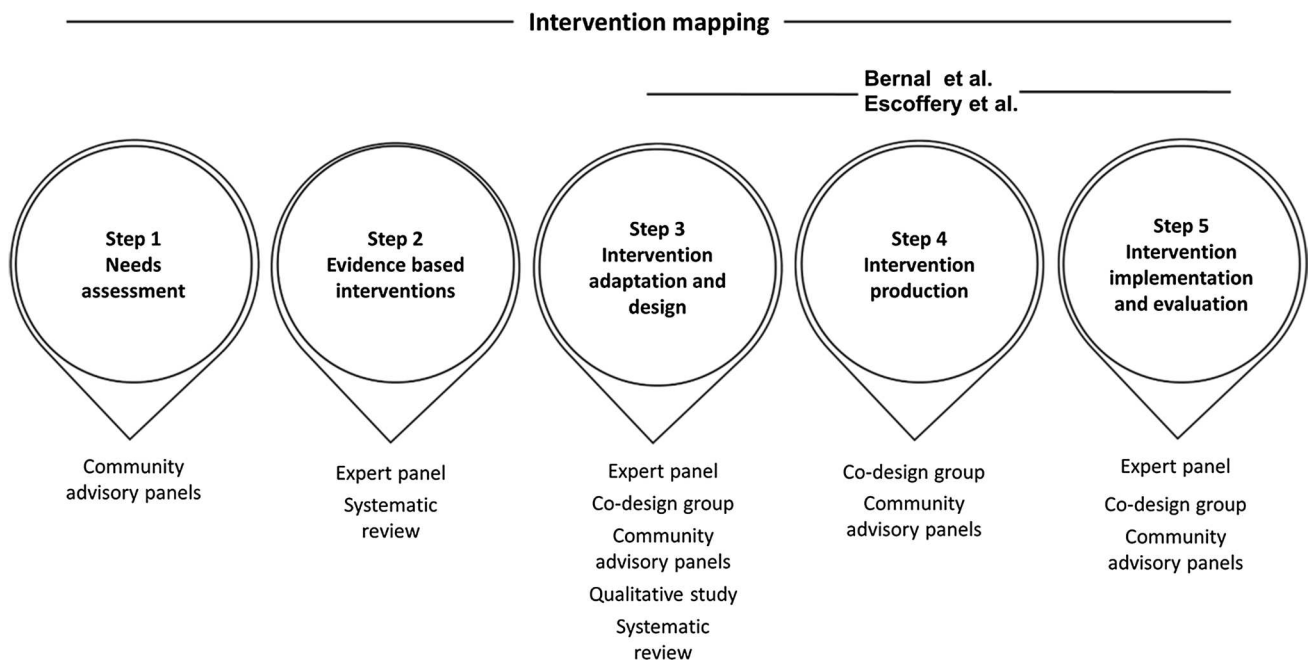 Intervention mapping
Bernal et al.
Escoffery et al.
Step 1
Needs
assessment
Step 2
Evidence based
interventions
Step 3
Intervention
adaptation and
design
Step 4
Intervention
production
Step 5
Intervention
implementation
and evaluation
Community
advisory panels
Expert panel
Systematic
review
Expert panel
Co-design group
Community
advisory panels
Qualitative study
Systematic
review
Co-design group
Community
advisory panels
Expert panel
Co-design group
Community
advisory panels